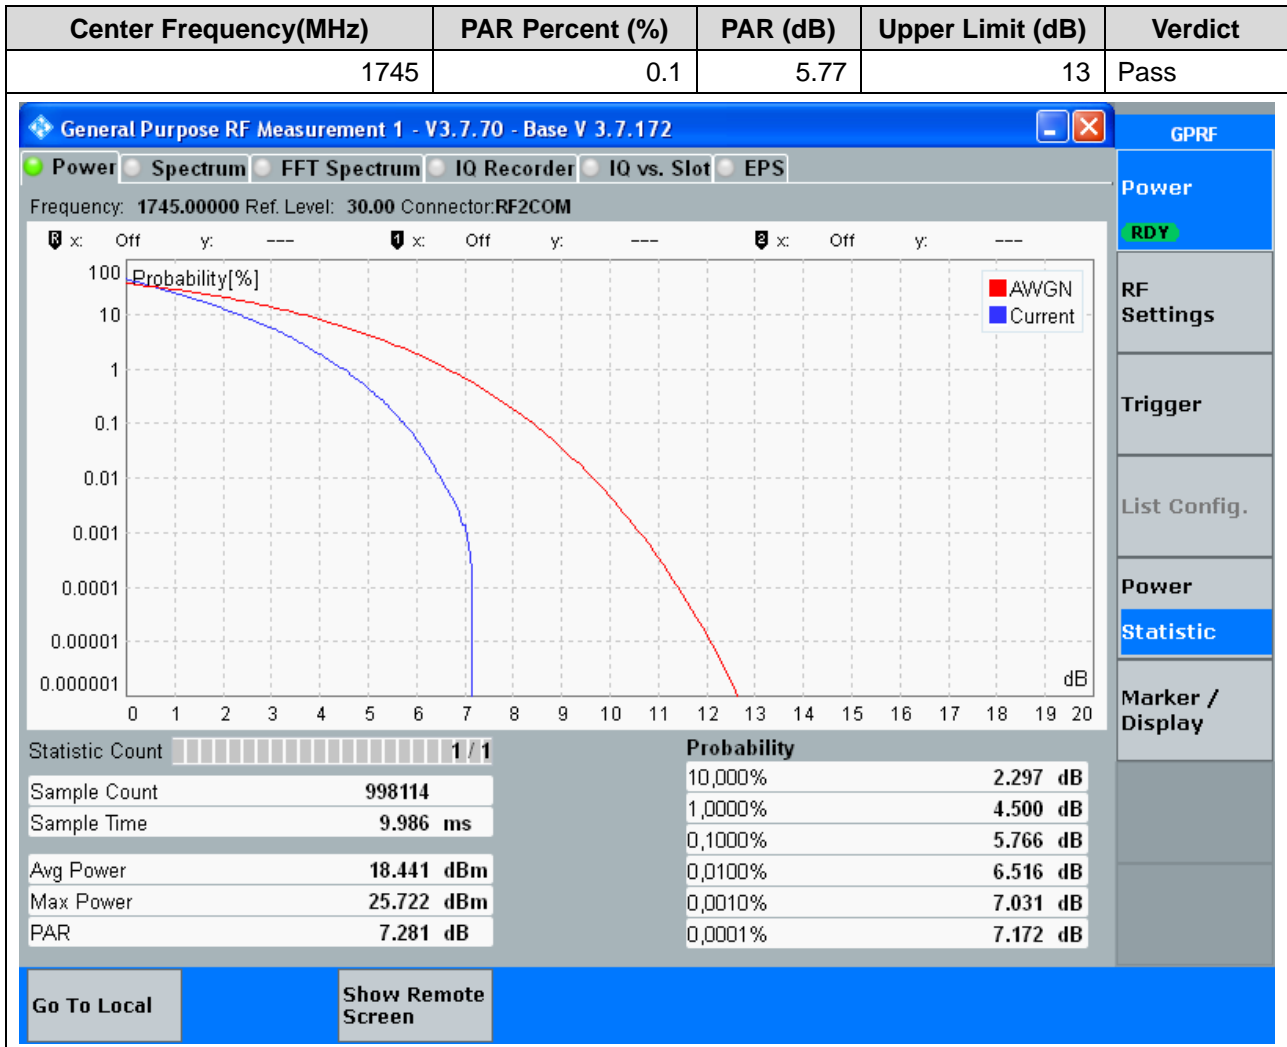 Center Frequency(MHz) PAR Percent (%) PAR (dB) Upper Limit (dB) Verdict
1745 0.1 5.77 13 Pass
General Purpose RF Measurement 1 - V3.7.70 - Base V 3.7.172
GPRF
Power Spectrum FFT Spectrum IQ Recorder IQ vs. Slot EPS
Frequency: 1745.00000 Ref. Level: 30.00 Connector:RF2COM
R x: Off y: --- 1 x: Off y: --- 2 x: Off y: ---
Probability[%]
AWGN
Current
100
10
1
0.1
0.01
0.001
0.0001
0.00001
0.000001
dB
0 1 2 3 4 5 6 7 8 9 10 11 12 13 14 15 16 17 18 19 20
Statistic Count 1 / 1
Sample Count 998114
Sample Time 9.986 ms
Avg Power 18.441 dBm
Max Power 25.722 dBm
PAR 7.281 dB
Probability
10,000% 2.297 dB
1,0000% 4.500 dB
0,1000% 5.766 dB
0,0100% 6.516 dB
0,0010% 7.031 dB
0,0001% 7.172 dB
Power
RDY
RF
Settings
Trigger
List Config.
Power
Statistic
Marker /
Display
Go To Local
Show Remote
Screen